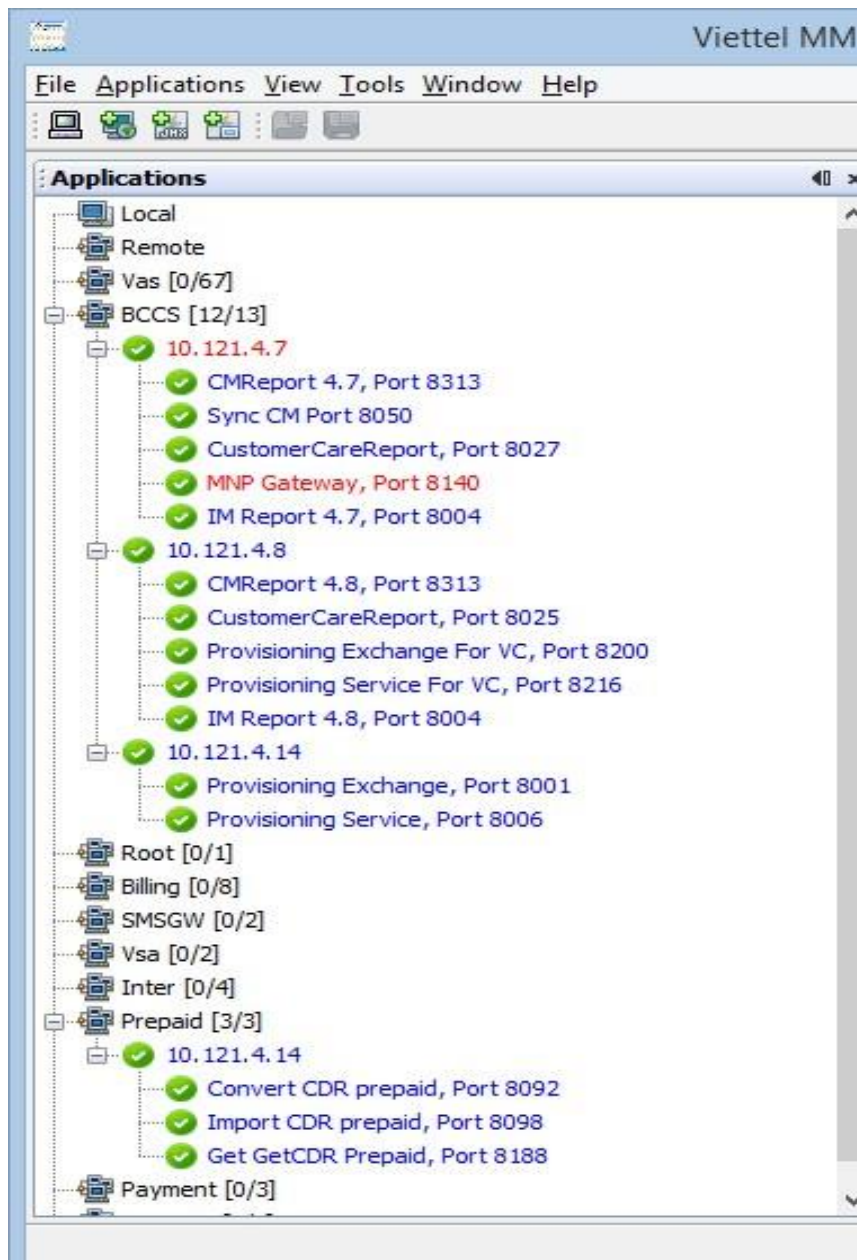 Viettel MM
File Applications View Tools Window Help
Applications
Local
Remote
Vas [0/67]
BCCS [12/13]
10.121.4.7
CMReport 4.7, Port 8313
Sync CM Port 8050
CustomerCareReport, Port 8027
MNP Gateway, Port 8140
IM Report 4.7, Port 8004
10.121.4.8
CMReport 4.8, Port 8313
CustomerCareReport, Port 8025
Provisioning Exchange For VC, Port 8200
Provisioning Service For VC, Port 8216
IM Report 4.8, Port 8004
10.121.4.14
Provisioning Exchange, Port 8001
Provisioning Service, Port 8006
Root [0/1]
Billing [0/8]
SMSGW [0/2]
Vsa [0/2]
Inter [0/4]
Prepaid [3/3]
10.121.4.14
Convert CDR prepaid, Port 8092
Import CDR prepaid, Port 8098
Get GetCDR Prepaid, Port 8188
Payment [0/3]